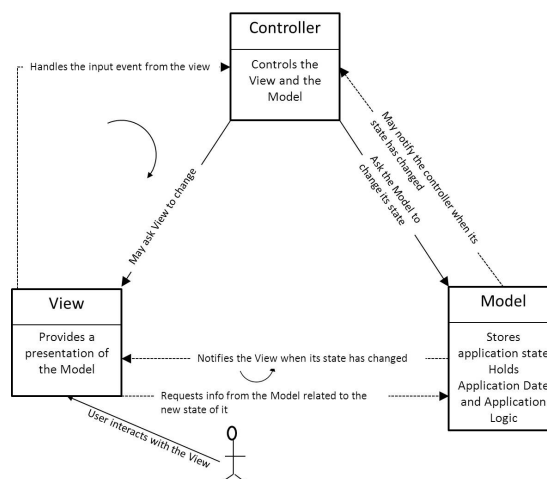 Controller
Controls the
View and the
Model
Handles the input event from the view
May notify the controller when its
state has changed
Ask the Model to
change its state
May ask View to change
View
Provides a
presentation of
the Model
Model
Stores
application state
Holds
Application Date
and Application
Logic
Notifies the View when its state has changed
Requests info from the Model related to the
new state of it
User interacts with the View